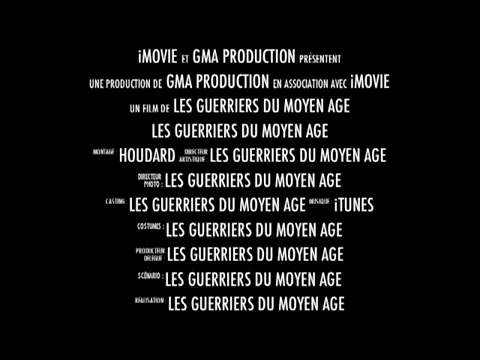 iMOVIE ET GMA PRODUCTION PRÉSENTENT
UNE PRODUCTION DE GMA PRODUCTION EN ASSOCIATION AVEC iMOVIE
UN FILM DE LES GUERRIERS DU MOYEN AGE
LES GUERRIERS DU MOYEN AGE
MONTAGE HOUDARD DIRECTEUR ARTISTIQUE LES GUERRIERS DU MOYEN AGE
DIRECTEUR PHOTO : LES GUERRIERS DU MOYEN AGE
CASTING LES GUERRIERS DU MOYEN AGE MUSIQUE iTUNES
COSTUMES : LES GUERRIERS DU MOYEN AGE
PRODUCTEUR DÉLÉGUÉ LES GUERRIERS DU MOYEN AGE
SCÉNARIO : LES GUERRIERS DU MOYEN AGE
RÉALISATION LES GUERRIERS DU MOYEN AGE